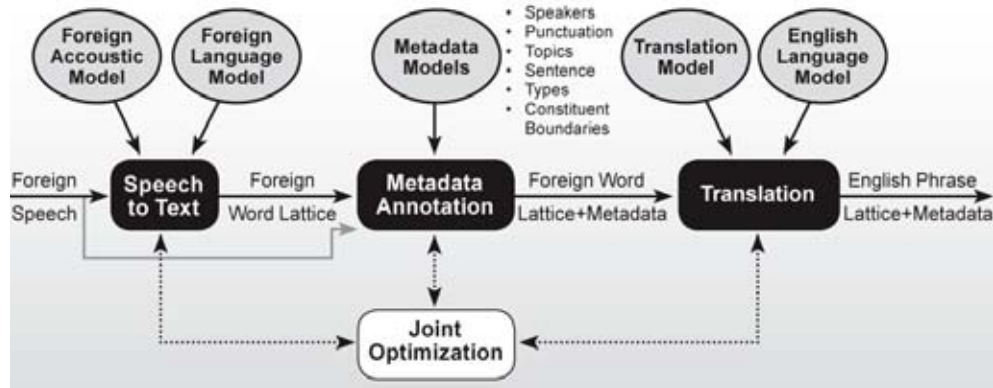 Foreign
Accoustic
Model
Foreign
Language
Model
Metadata
Models
• Speakers
• Punctuation
• Topics
• Sentence
• Types
• Constituent
Boundaries
Translation
Model
English
Language
Model
Foreign
Speech
Speech
to Text
Foreign
Word Lattice
Metadata
Annotation
Foreign Word
Lattice+Metadata
Translation
English Phrase
Lattice+Metadata
Joint
Optimization